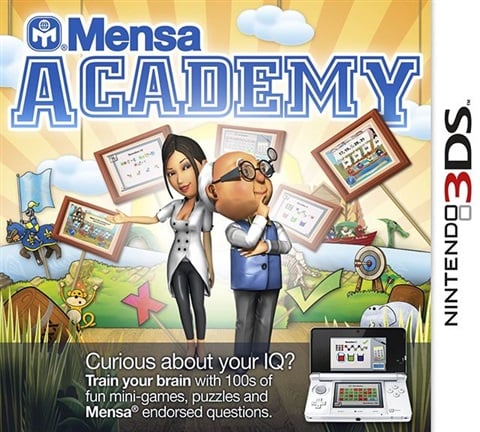 Mensa
ACADEMY
NINTENDO 3DS™
Curious about your IQ?
Train your brain with 100s of
fun mini-games, puzzles and
Mensa® endorsed questions.